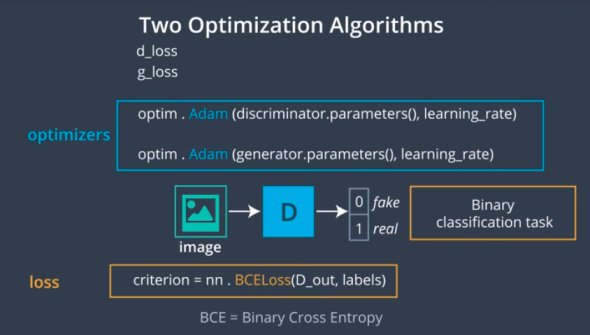 Two Optimization Algorithms
d_loss
g_loss
optimizers
optim . Adam (discriminator.parameters(), learning_rate)
optim . Adam (generator.parameters(), learning_rate)
image
D
0 fake
1 real
Binary
classification task
loss
criterion = nn . BCELoss(D_out, labels)
BCE = Binary Cross Entropy